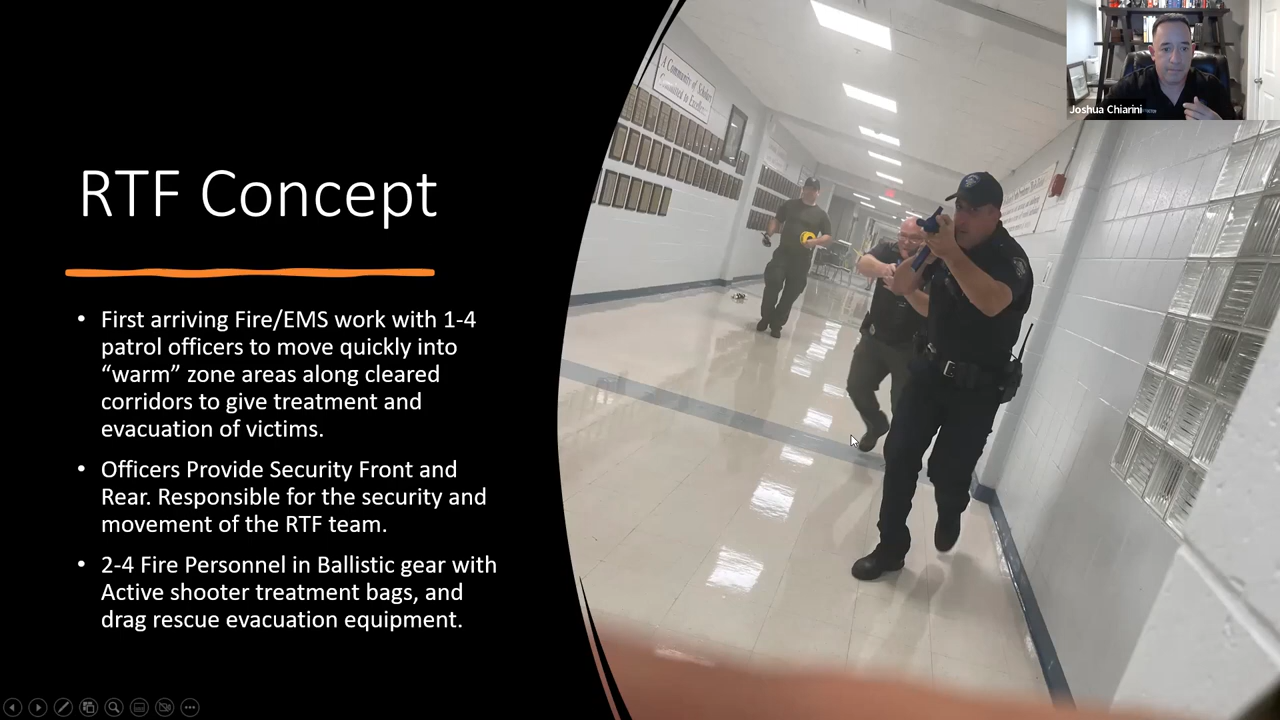 RTF Concept
• First arriving Fire/EMS work with 1-4
patrol officers to move quickly into
“warm” zone areas along cleared
corridors to give treatment and
evacuation of victims.
• Officers Provide Security Front and
Rear. Responsible for the security and
movement of the RTF team.
• 2-4 Fire Personnel in Ballistic gear with
Active shooter treatment bags, and
drag rescue evacuation equipment.
A Community of Scholars
Committed to Excellence
Joshua Chiarini